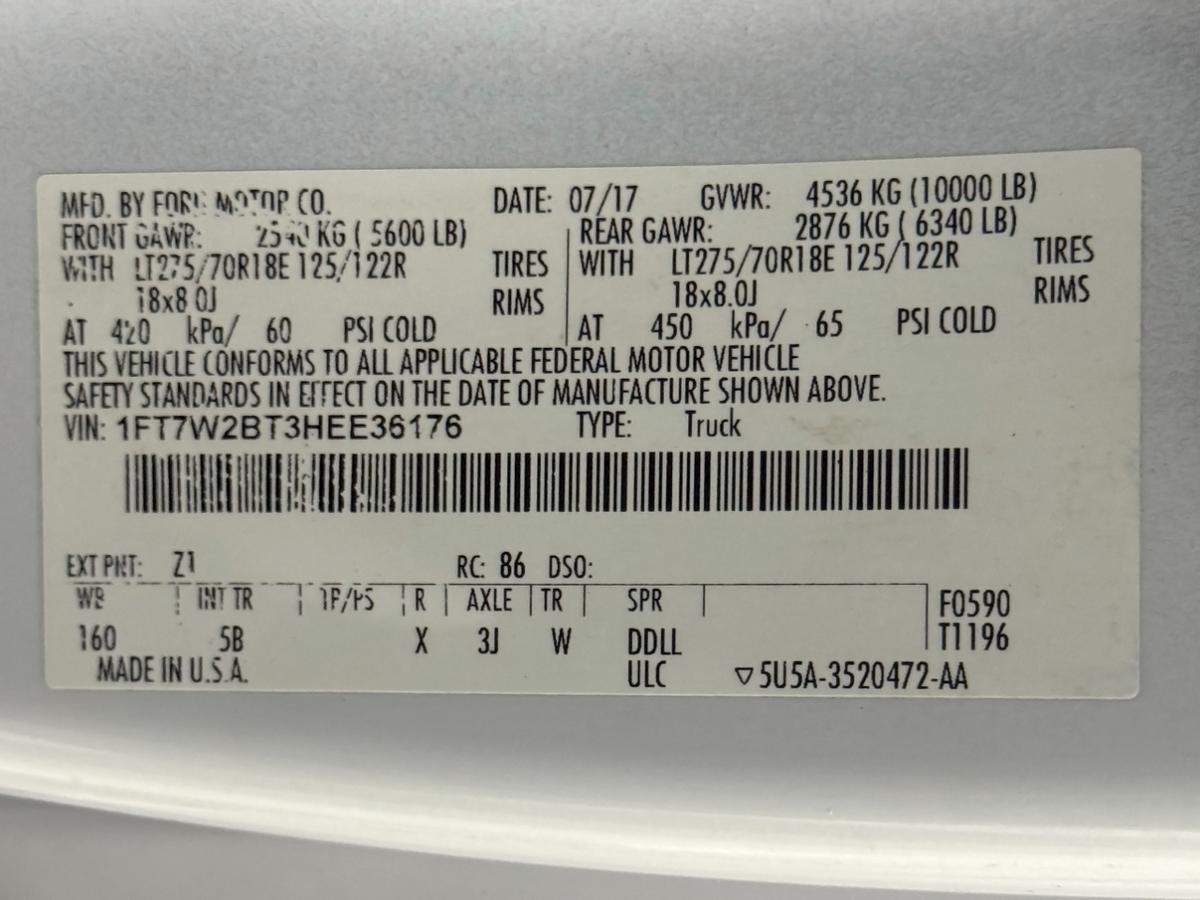 MFD. BY FORD MOTOR CO. DATE: 07/17 GVWR: 4536 KG (10000 LB)
FRONT GAWR: 2540 KG ( 5600 LB) REAR GAWR: 2876 KG ( 6340 LB)
WITH LT275/70R18E 125/122R TIRES WITH LT275/70R18E 125/122R TIRES
18x8.0J RIMS 18x8.0J RIMS
AT 420 kPa/ 60 PSI COLD AT 450 kPa/ 65 PSI COLD
THIS VEHICLE CONFORMS TO ALL APPLICABLE FEDERAL MOTOR VEHICLE
SAFETY STANDARDS IN EFFECT ON THE DATE OF MANUFACTURE SHOWN ABOVE.
VIN: 1FT7W2BT3HEE36176 TYPE: Truck
EXT PNT: Z1 RC: 86 DSO:
WB INT TR TP/PS R AXLE TR SPR F0590
160 5B X 3J W DDLL T1196
MADE IN U.S.A. ULC ▽5U5A-3520472-AA